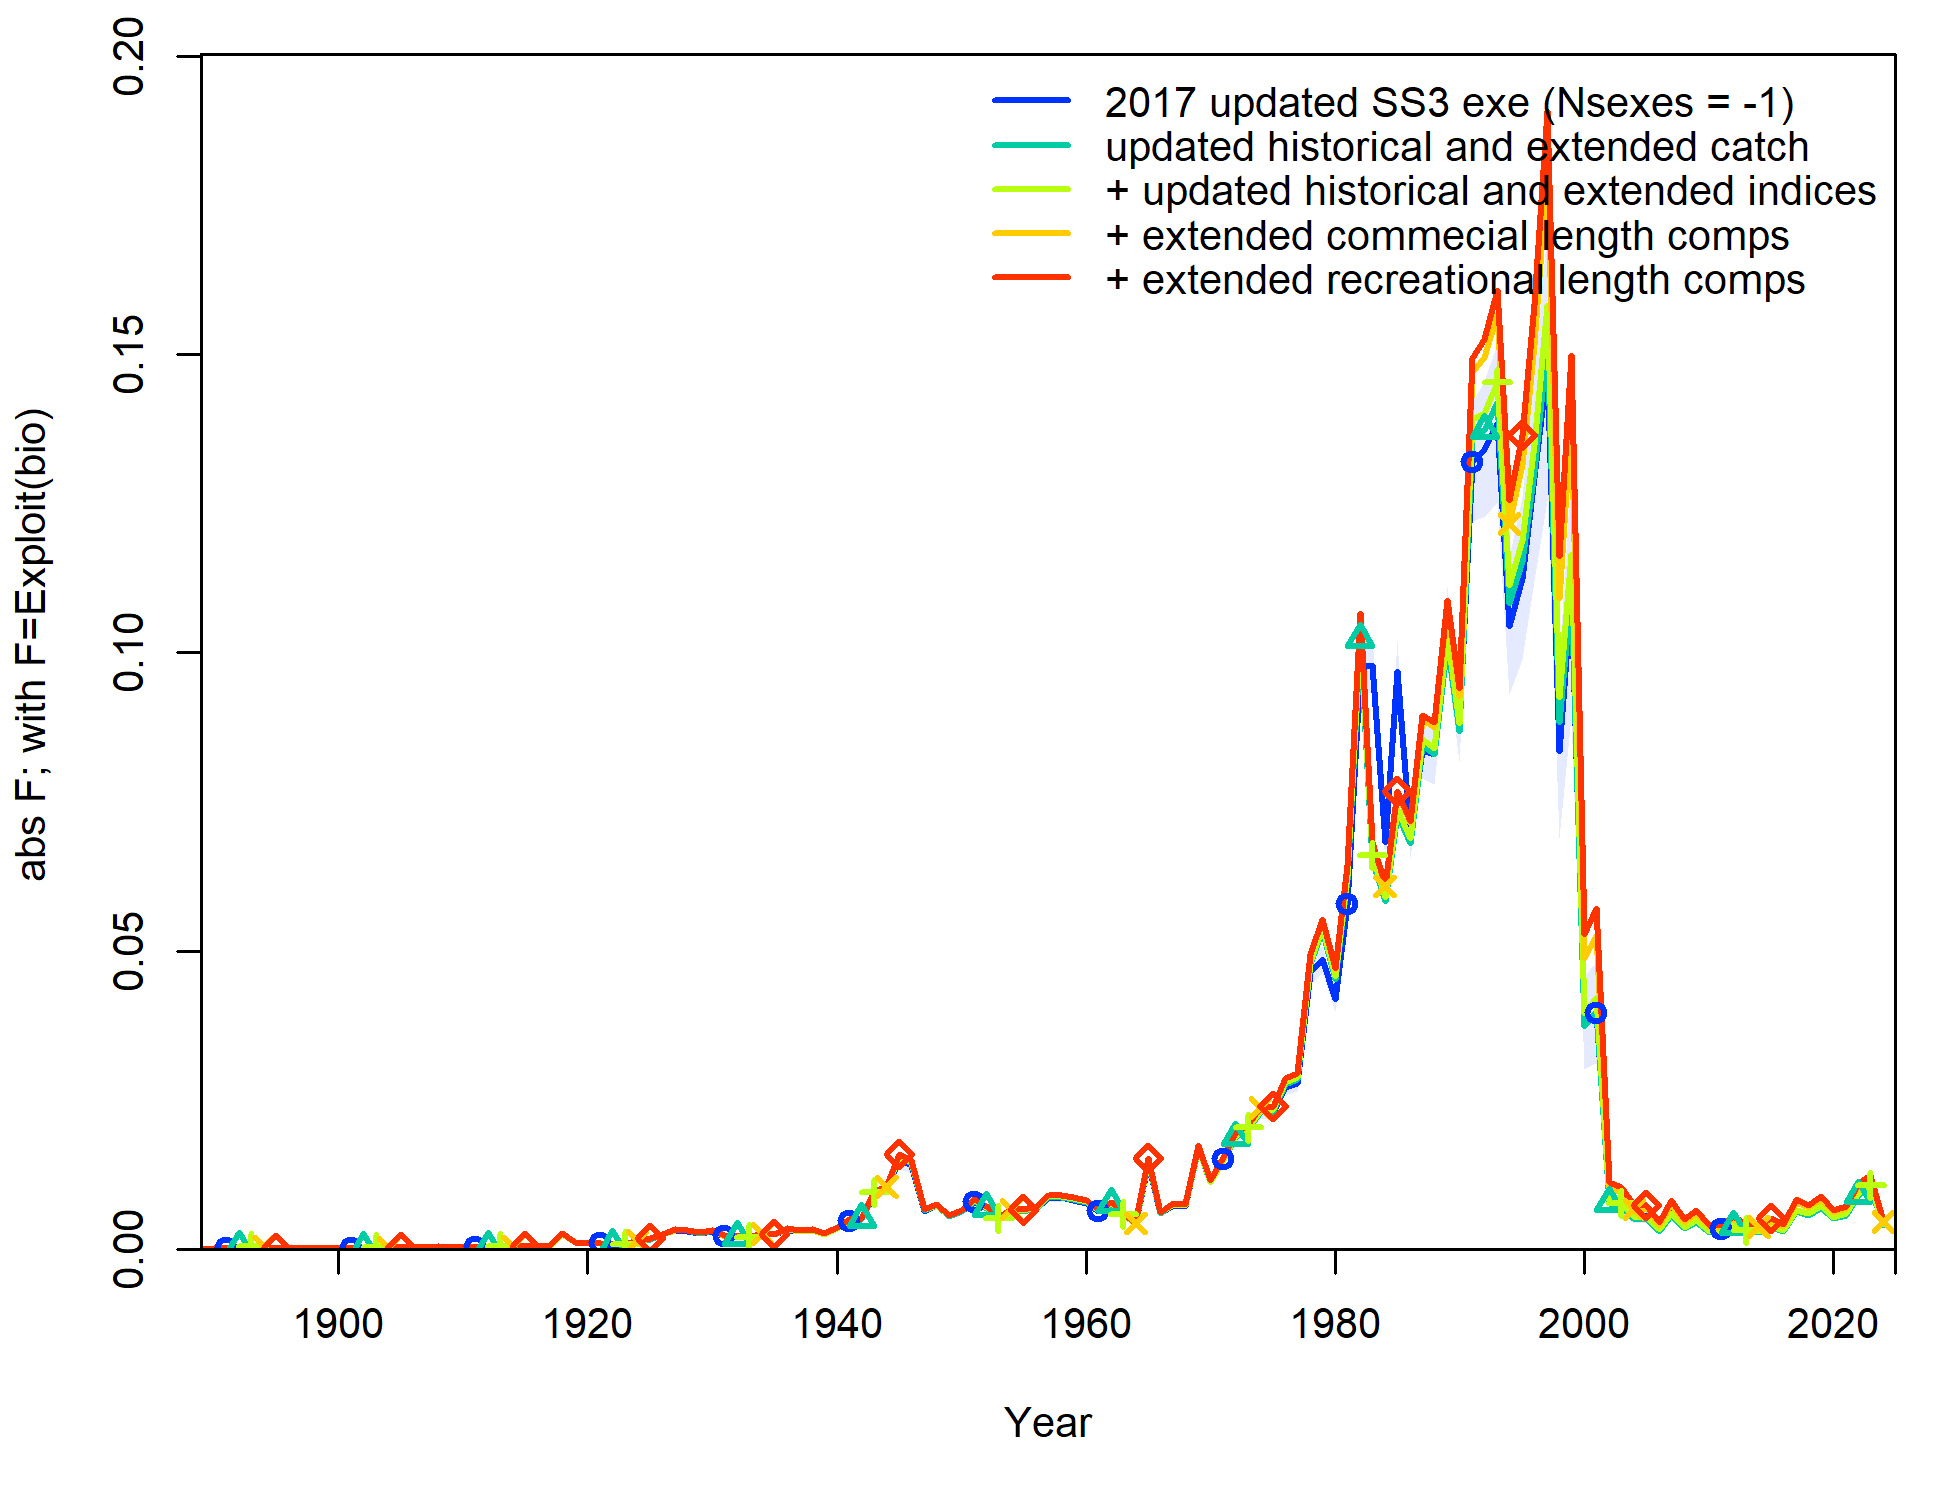 2017 updated SS3 exe (Nsexes = -1)
updated historical and extended catch
+ updated historical and extended indices
+ extended commecial length comps
+ extended recreational length comps
abs F; with F=Exploit(bio)
0.20
0.15
0.10
0.05
0.00
1900 1920 1940 1960 1980 2000 2020
Year